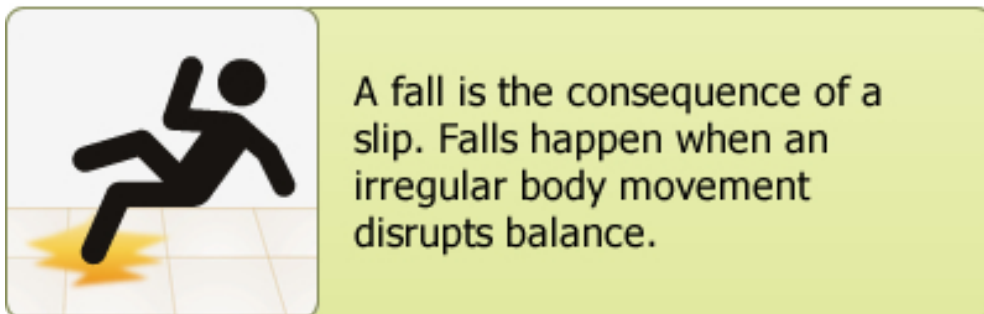 A fall is the consequence of a
slip. Falls happen when an
irregular body movement
disrupts balance.